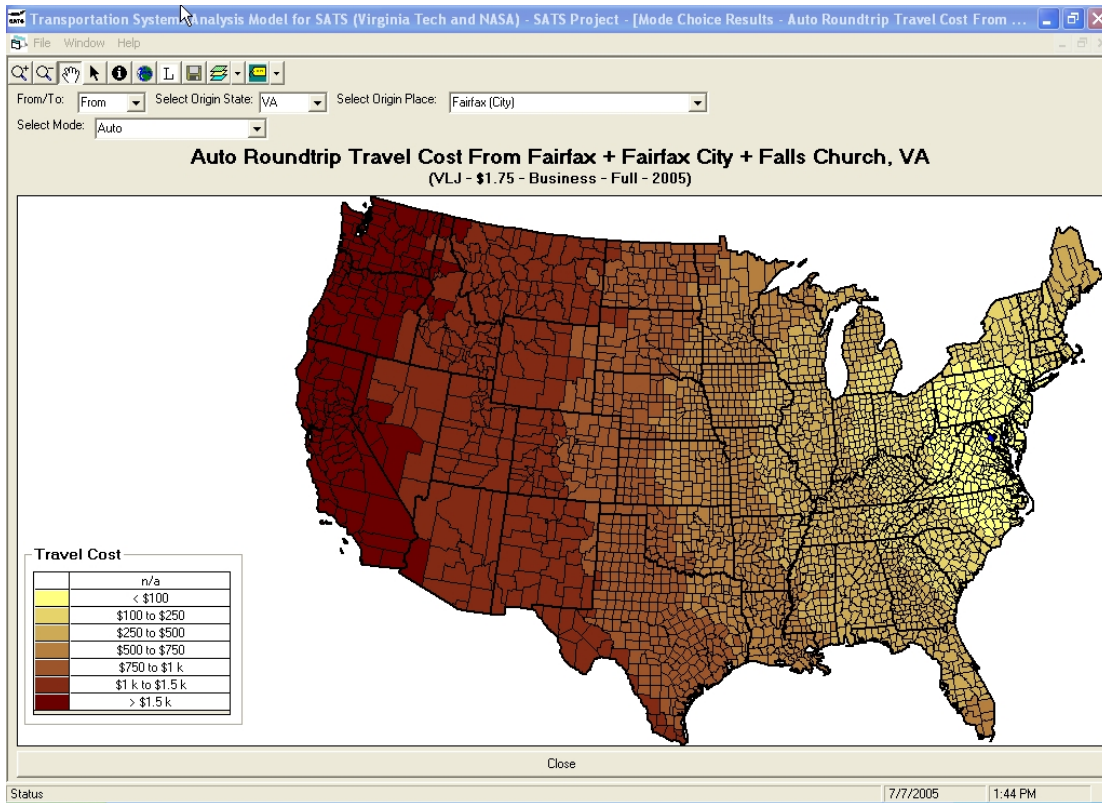 Transportation Systems Analysis Model for SATS (Virginia Tech and NASA) - SATS Project - [Mode Choice Results - Auto Roundtrip Travel Cost From ...
File Window Help
L
From/To: From Select Origin State: VA Select Origin Place: Fairfax (City)
Select Mode: Auto
Auto Roundtrip Travel Cost From Fairfax + Fairfax City + Falls Church, VA
(VLJ - $1.75 - Business - Full - 2005)
Travel Cost
n/a
< $100
$100 to $250
$250 to $500
$500 to $750
$750 to $1 k
$1 k to $1.5 k
> $1.5 k
Close
Status 7/7/2005 1:44 PM